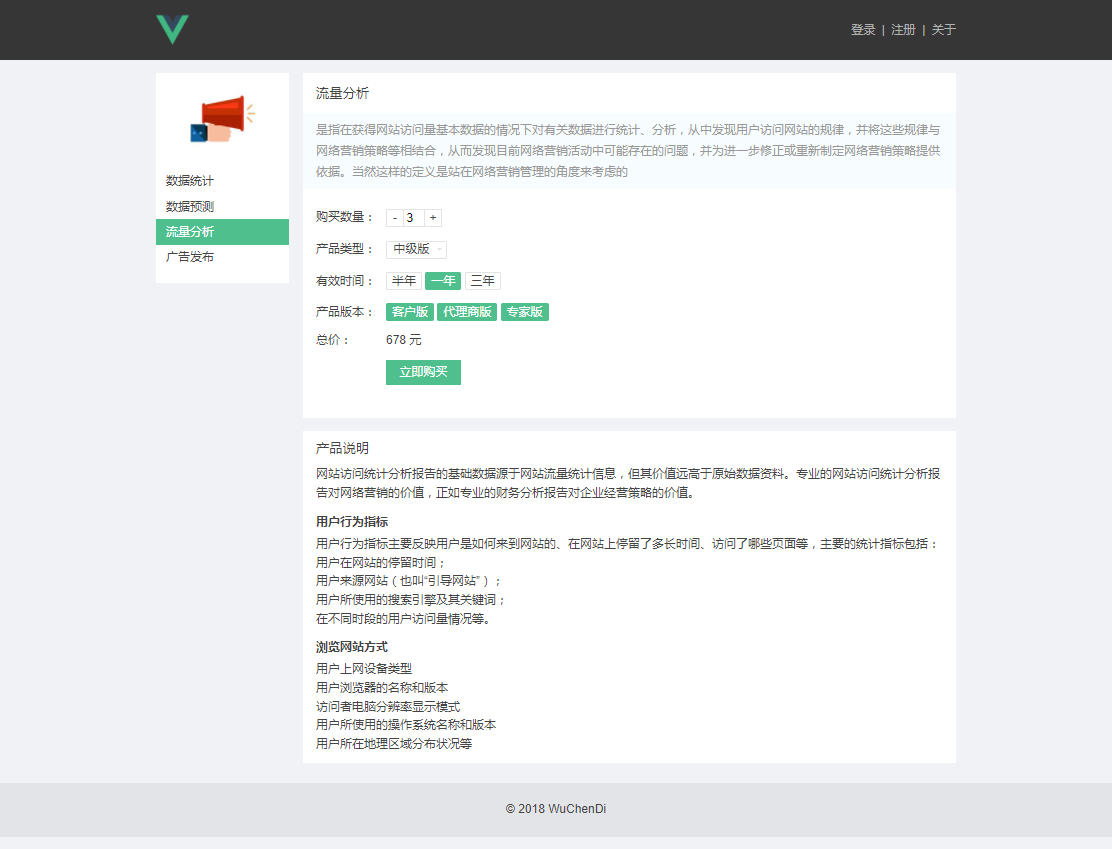 登录 | 注册 | 关于
数据统计
数据预测
流量分析
广告发布
流量分析
是指在获得网站访问量基本数据的情况下对有关数据进行统计、分析，从中发现用户访问网站的规律，并将这些规律与
网络营销策略等相结合，从而发现目前网络营销活动中可能存在的问题，并为进一步修正或重新制定网络营销策略提供
依据。当然这样的定义是站在网络营销管理的角度来考虑的
购买数量： - 3 +
产品类型： 中级版
有效时间： 半年 一年 三年
产品版本： 客户版 代理商版 专家版
总价： 678 元
立即购买
产品说明
网站访问统计分析报告的基础数据源于网站流量统计信息，但其价值远高于原始数据资料。专业的网站访问统计分析报
告对网络营销的价值，正如专业的财务分析报告对企业经营策略的价值。
用户行为指标
用户行为指标主要反映用户是如何来到网站的、在网站上停留了多长时间、访问了哪些页面等，主要的统计指标包括：
用户在网站的停留时间；
用户来源网站（也叫“引导网站”）；
用户所使用的搜索引擎及其关键词；
在不同时段的用户访问量情况等。
浏览网站方式
用户上网设备类型
用户浏览器的名称和版本
访问者电脑分辨率显示模式
用户所使用的操作系统名称和版本
用户所在地理区域分布状况等
© 2018 WuChenDi